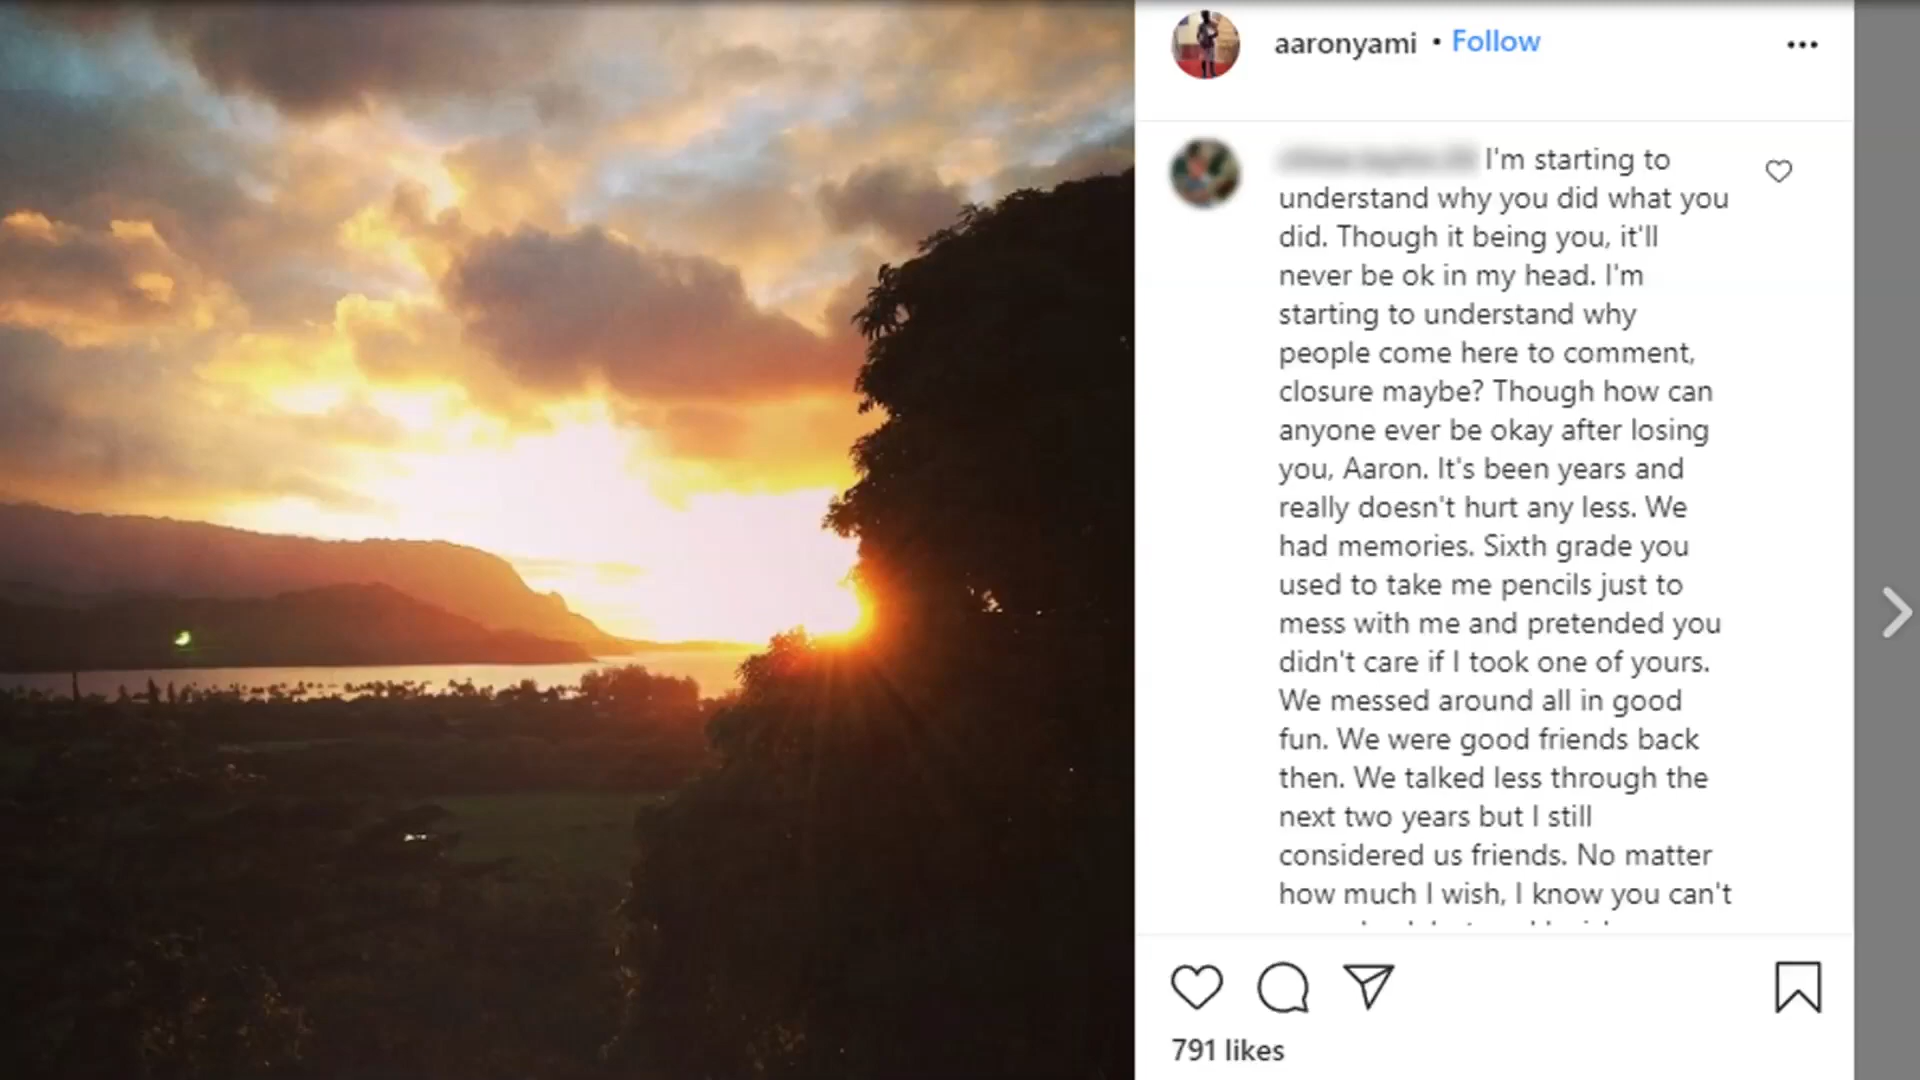 aaronyami • Follow
I'm starting to
understand why you did what you
did. Though it being you, it'll
never be ok in my head. I'm
starting to understand why
people come here to comment,
closure maybe? Though how can
anyone ever be okay after losing
you, Aaron. It's been years and
really doesn't hurt any less. We
had memories. Sixth grade you
used to take me pencils just to
mess with me and pretended you
didn't care if I took one of yours.
We messed around all in good
fun. We were good friends back
then. We talked less through the
next two years but I still
considered us friends. No matter
how much I wish, I know you can't
791 likes